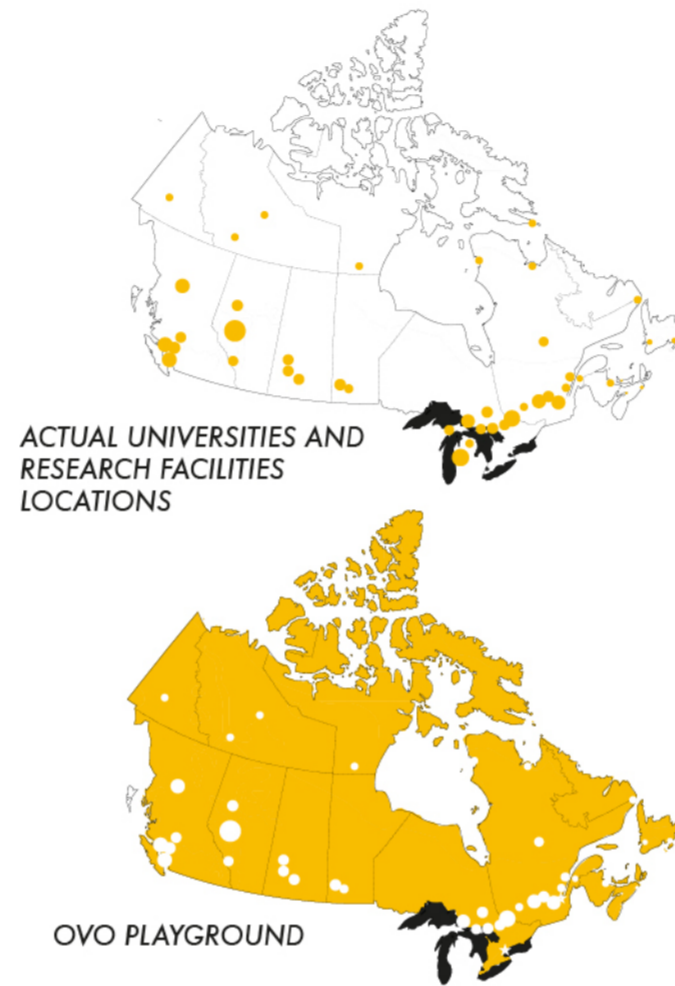 ACTUAL UNIVERSITIES AND
RESEARCH FACILITIES
LOCATIONS
OVO PLAYGROUND